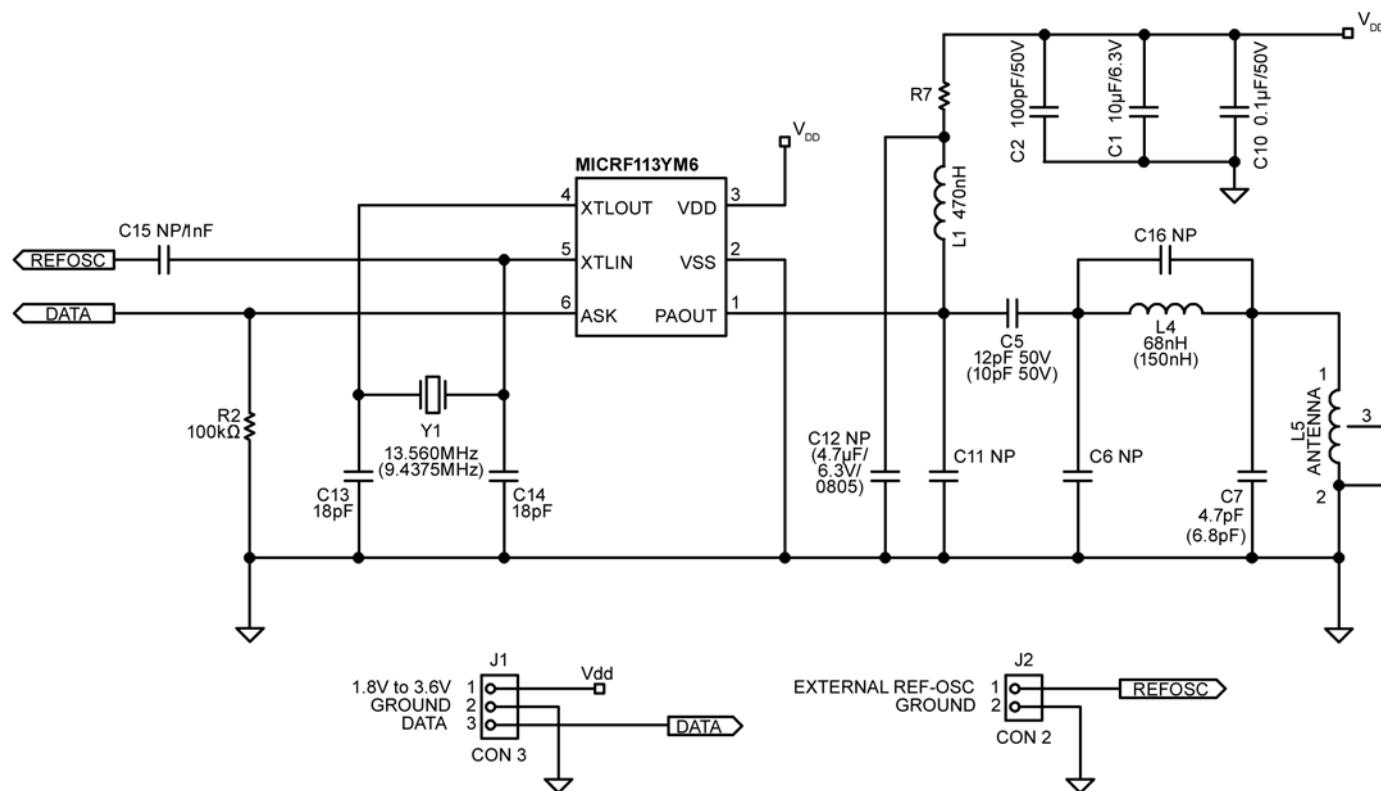 V_DD
R7
C2 100pF/50V
C1 10µF/6.3V
C10 0.1µF/50V
V_DD
MICRF113YM6
4 XTLOUT VDD 3
L1 470nH
C15 NP/1nF
C16 NP
REFOSC
5 XTLIN VSS 2
DATA
6 ASK PAOUT 1
C5
12pF 50V
(10pF 50V)
L4
68nH
(150nH)
1
L5
ANTENNA
3
2
R2
100kΩ
Y1
13.560MHz
(9.4375MHz)
C12 NP
(4.7µF/
6.3V/
0805)
C11 NP
C6 NP
C13
18pF
C14
18pF
C7
4.7pF
(6.8pF)
J1
1.8V to 3.6V 1
GROUND 2
DATA 3
Vdd
DATA
CON 3
J2
EXTERNAL REF-OSC 1
GROUND 2
REFOSC
CON 2